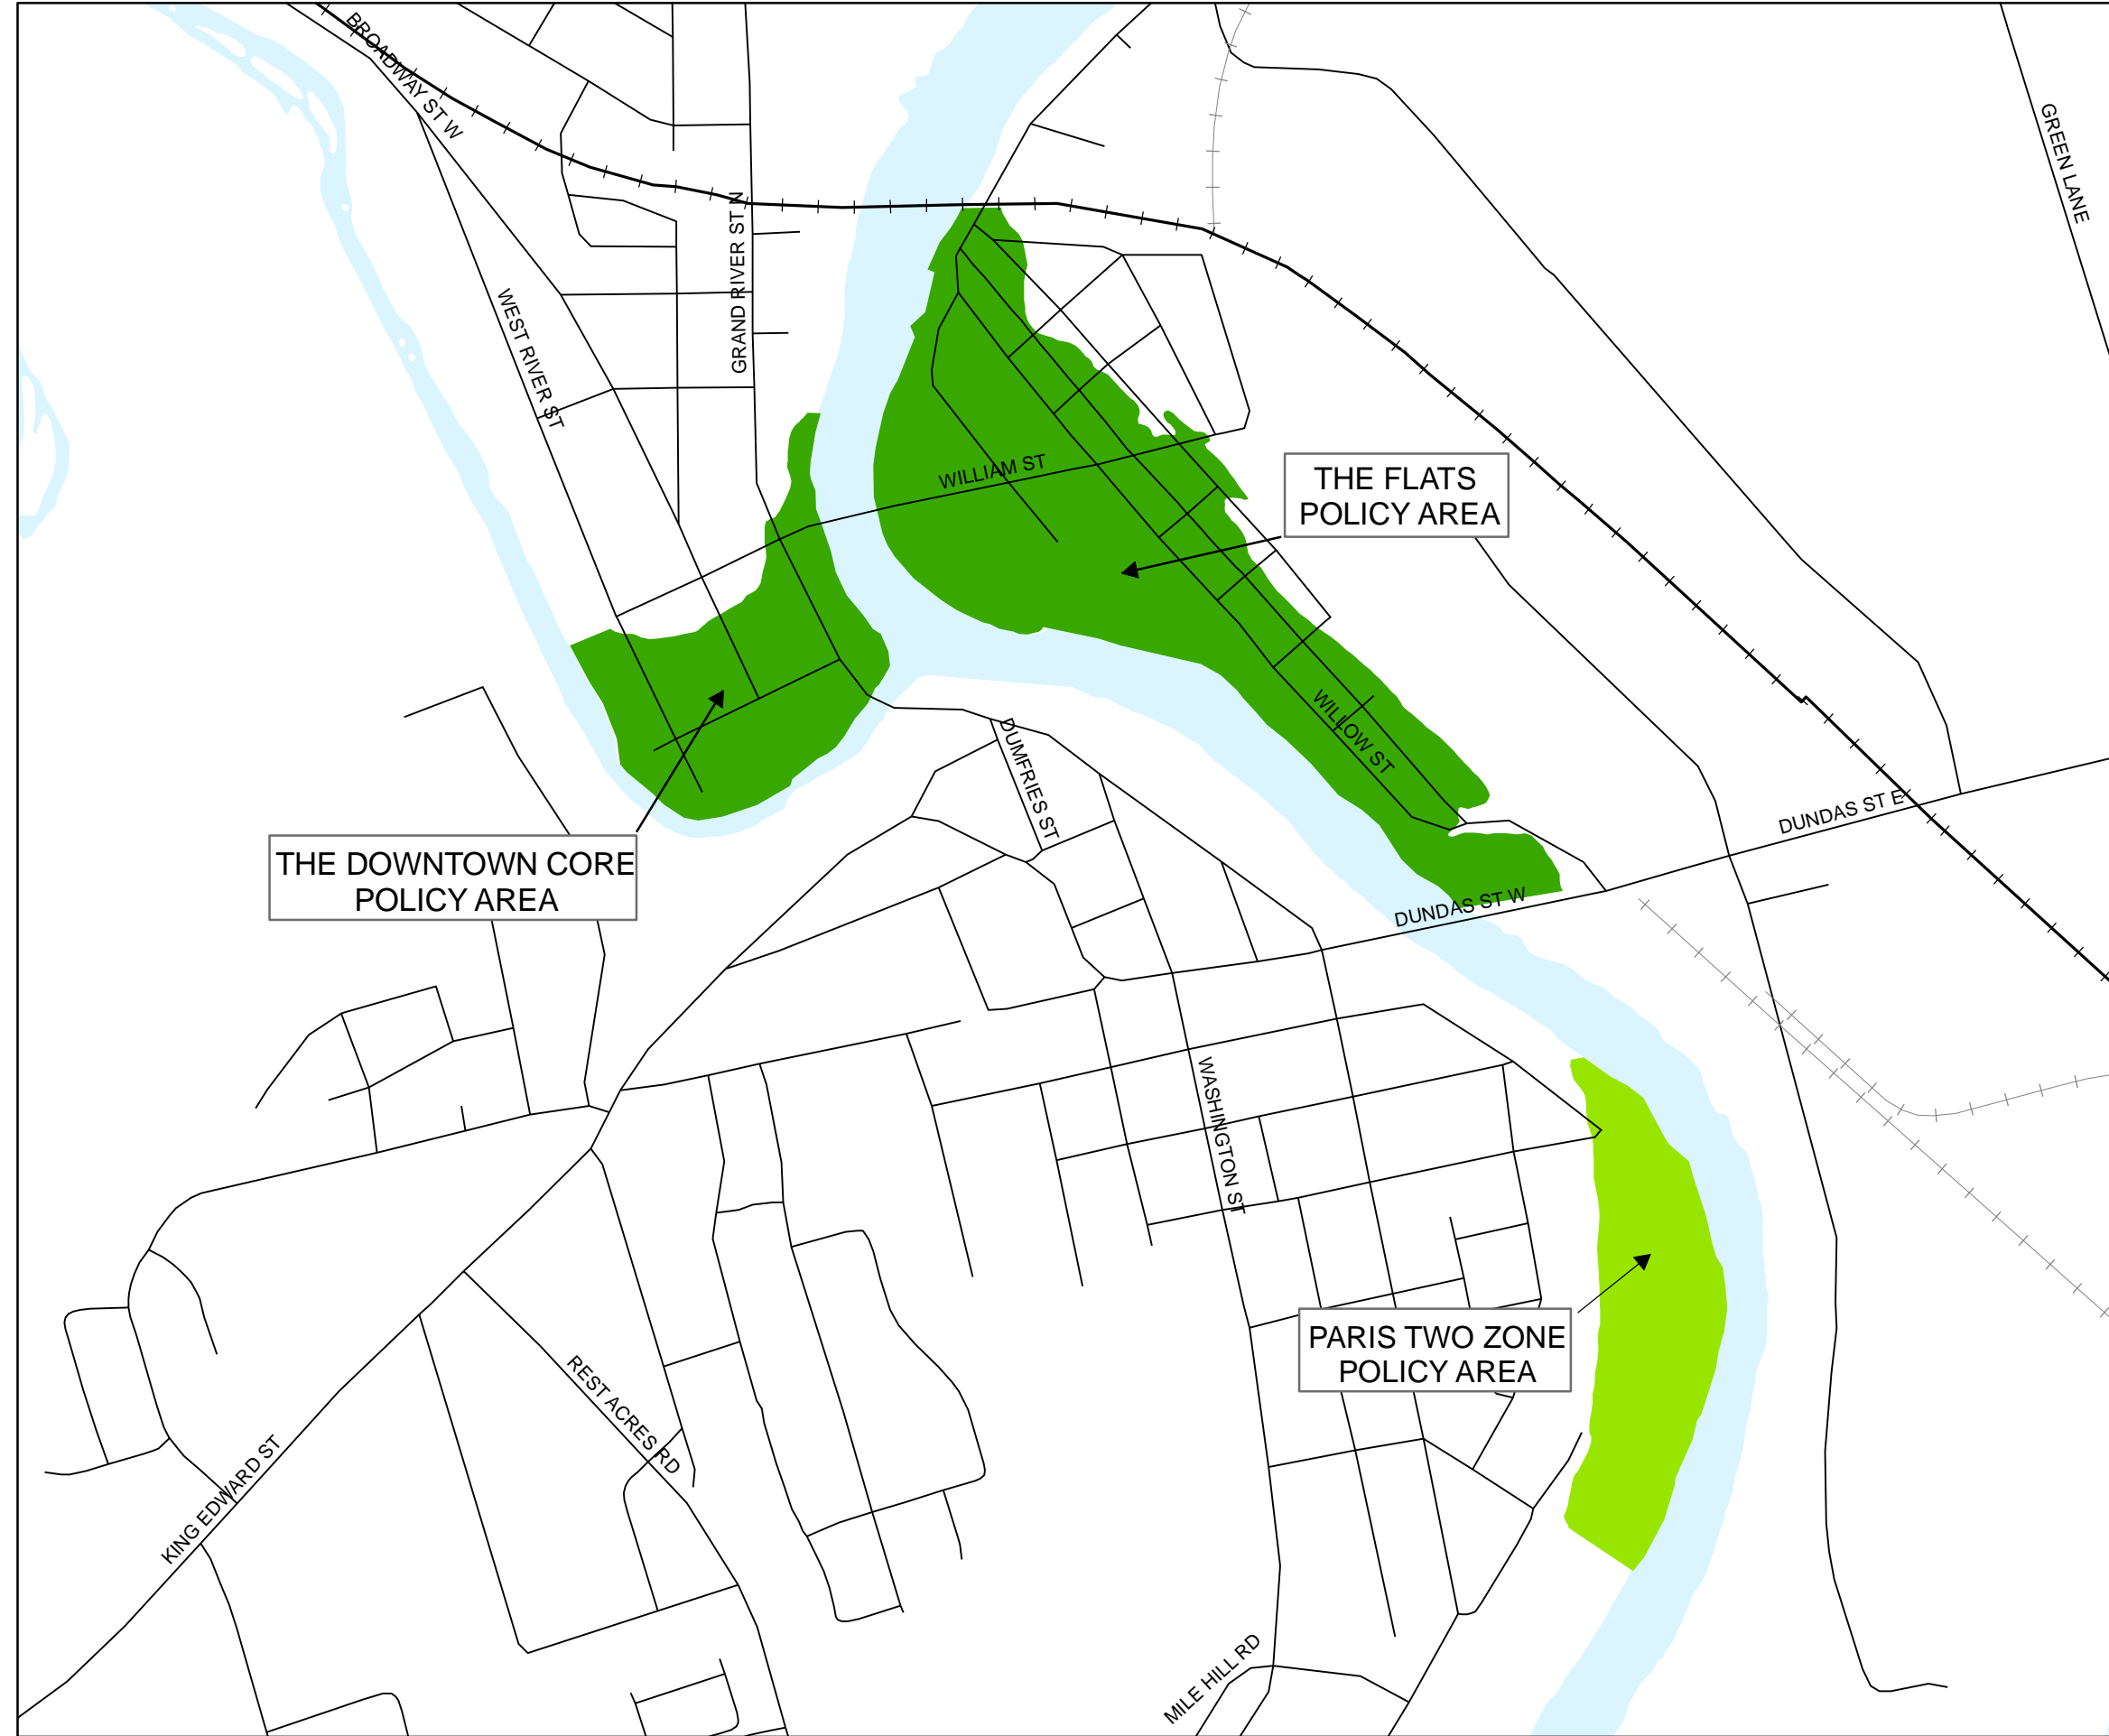 BROADWAY ST W
GREEN LANE
GRAND RIVER ST N
WEST RIVER ST
WILLIAM ST
THE FLATS
POLICY AREA
WILLOW ST
DUMFRIES ST
DUNDAS ST E
THE DOWNTOWN CORE
POLICY AREA
DUNDAS ST W
WASHINGTON ST
PARIS TWO ZONE
POLICY AREA
REST ACRES RD
KING EDWARD ST
MILE HILL RD